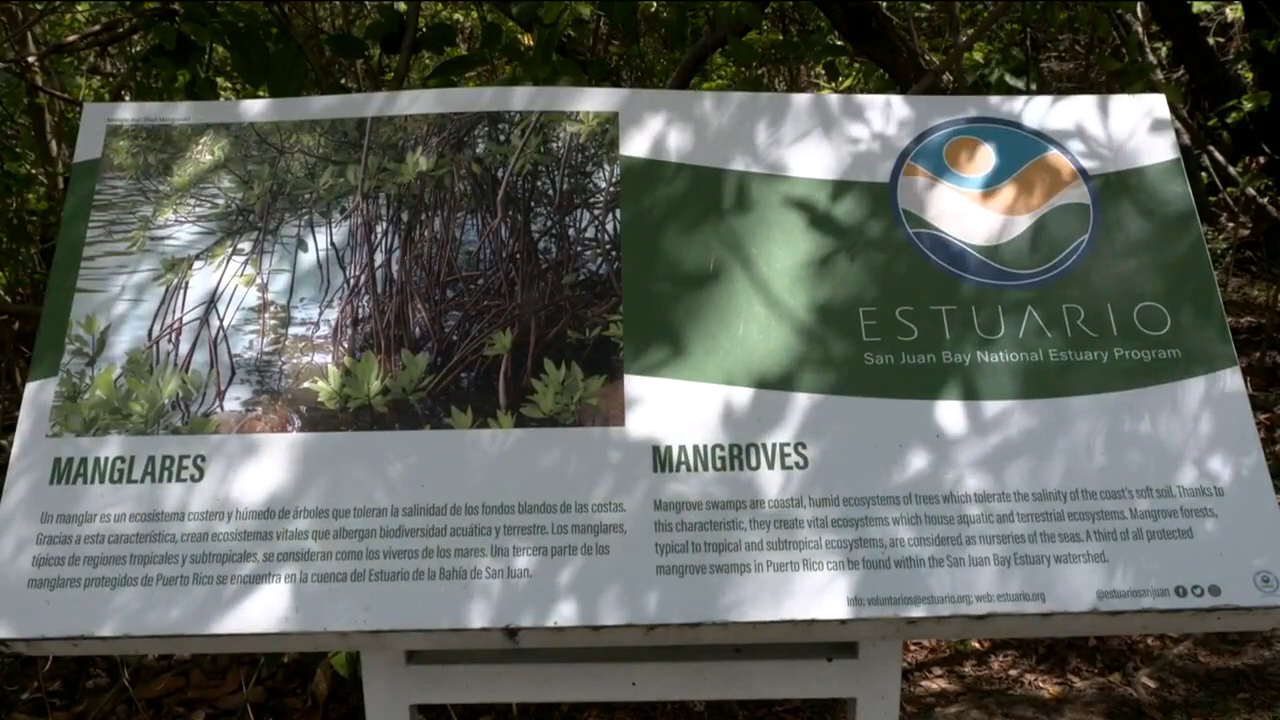 ESTUARIO
San Juan Bay National Estuary Program
MANGLARES
Un manglar es un ecosistema costero y húmedo de árboles que toleran la salinidad de los fondos blandos de las costas.
Gracias a esta característica, crean ecosistemas vitales que albergan biodiversidad acuática y terrestre. Los manglares,
típicos de regiones tropicales y subtropicales, se consideran como los viveros de los mares. Una tercera parte de los
manglares protegidos de Puerto Rico se encuentra en la cuenca del Estuario de la Bahía de San Juan.
MANGROVES
Mangrove swamps are coastal, humid ecosystems of trees which tolerate the salinity of the coast's soft soil. Thanks to
this characteristic, they create vital ecosystems which house aquatic and terrestrial ecosystems. Mangrove forests,
typical to tropical and subtropical ecosystems, are considered as nurseries of the seas. A third of all protected
mangrove swamps in Puerto Rico can be found within the San Juan Bay Estuary watershed.
Info: voluntarios@estuario.org; web: estuario.org
@estuariosanjuan